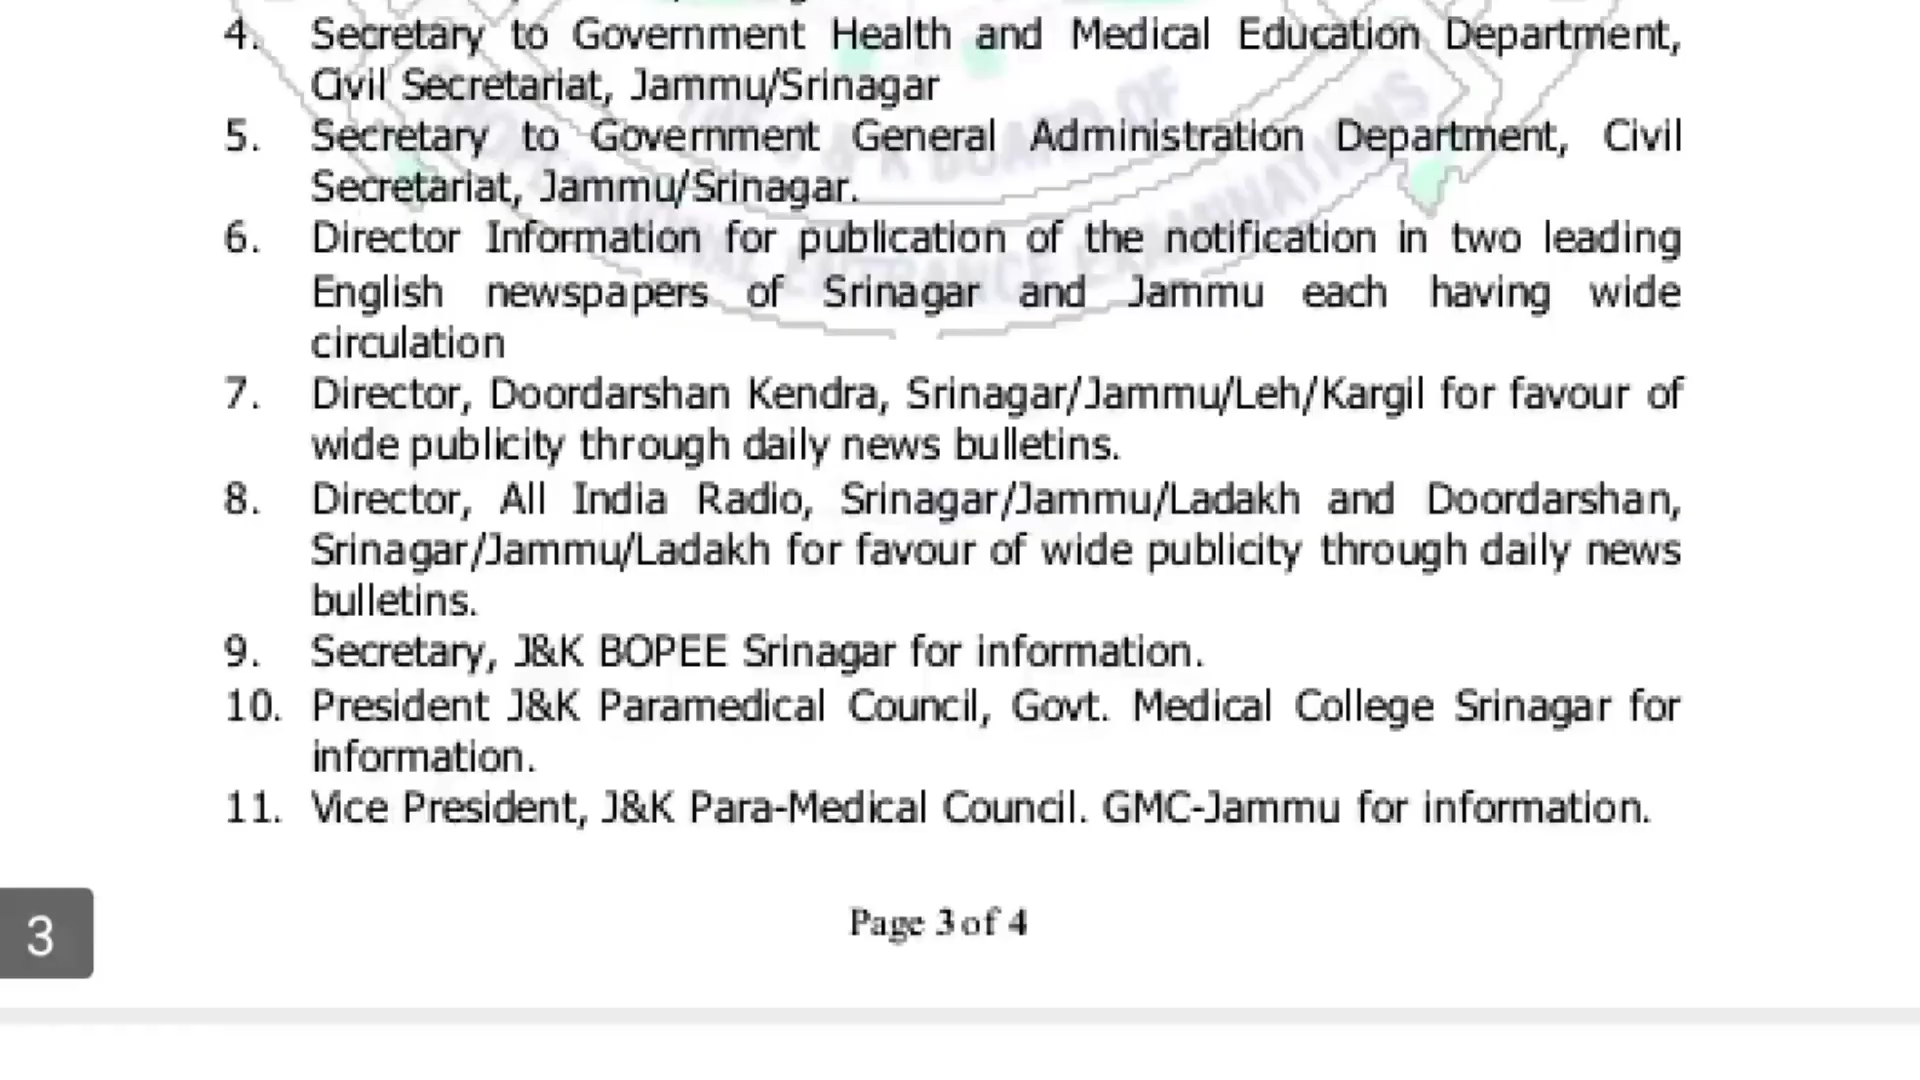 4. Secretary to Government Health and Medical Education Department,
Civil Secretariat, Jammu/Srinagar
5. Secretary to Government General Administration Department, Civil
Secretariat, Jammu/Srinagar.
6. Director Information for publication of the notification in two leading
English newspapers of Srinagar and Jammu each having wide
circulation
7. Director, Doordarshan Kendra, Srinagar/Jammu/Leh/Kargil for favour of
wide publicity through daily news bulletins.
8. Director, All India Radio, Srinagar/Jammu/Ladakh and Doordarshan,
Srinagar/Jammu/Ladakh for favour of wide publicity through daily news
bulletins.
9. Secretary, J&K BOPEE Srinagar for information.
10. President J&K Paramedical Council, Govt. Medical College Srinagar for
information.
11. Vice President, J&K Para-Medical Council. GMC-Jammu for information.
Page 3 of 4
3
J & K BOARD OF
ENTRANCE EXAMINATIONS